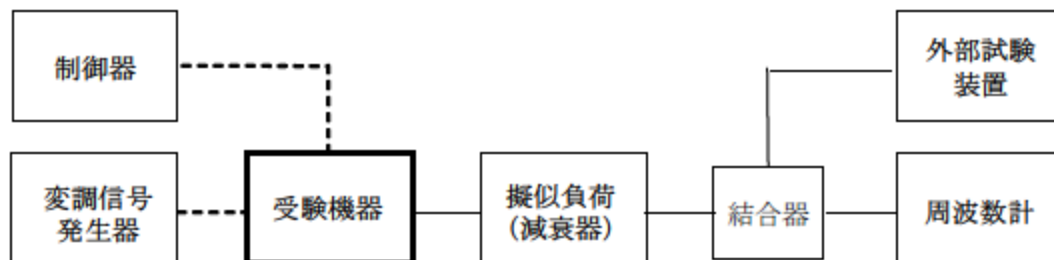 制御器
外部試験
装置
変調信号
発生器
受験機器
擬似負荷
(減衰器)
結合器
周波数計